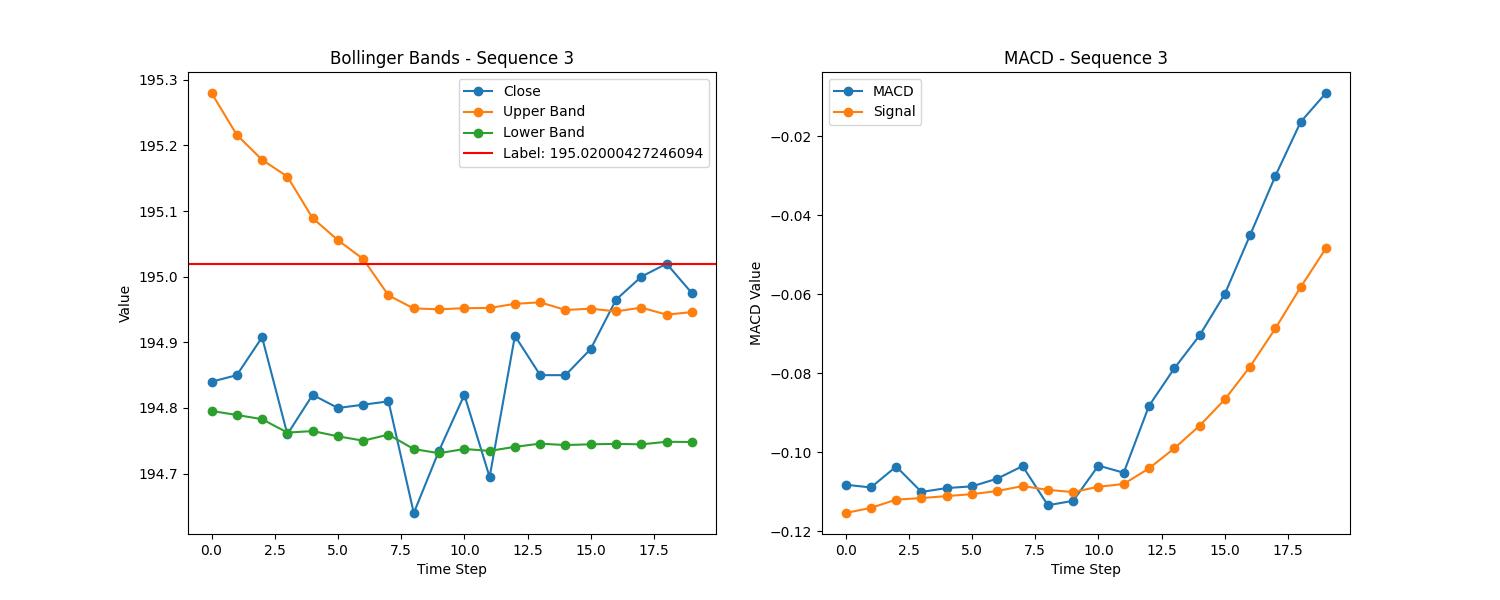 Bollinger Bands - Sequence 3
Close
Upper Band
Lower Band
Label: 195.02000427246094
195.3
195.2
195.1
195.0
194.9
194.8
194.7
Value
0.0 2.5 5.0 7.5 10.0 12.5 15.0 17.5
Time Step
MACD - Sequence 3
MACD
Signal
−0.02
−0.04
−0.06
−0.08
−0.10
−0.12
MACD Value
0.0 2.5 5.0 7.5 10.0 12.5 15.0 17.5
Time Step